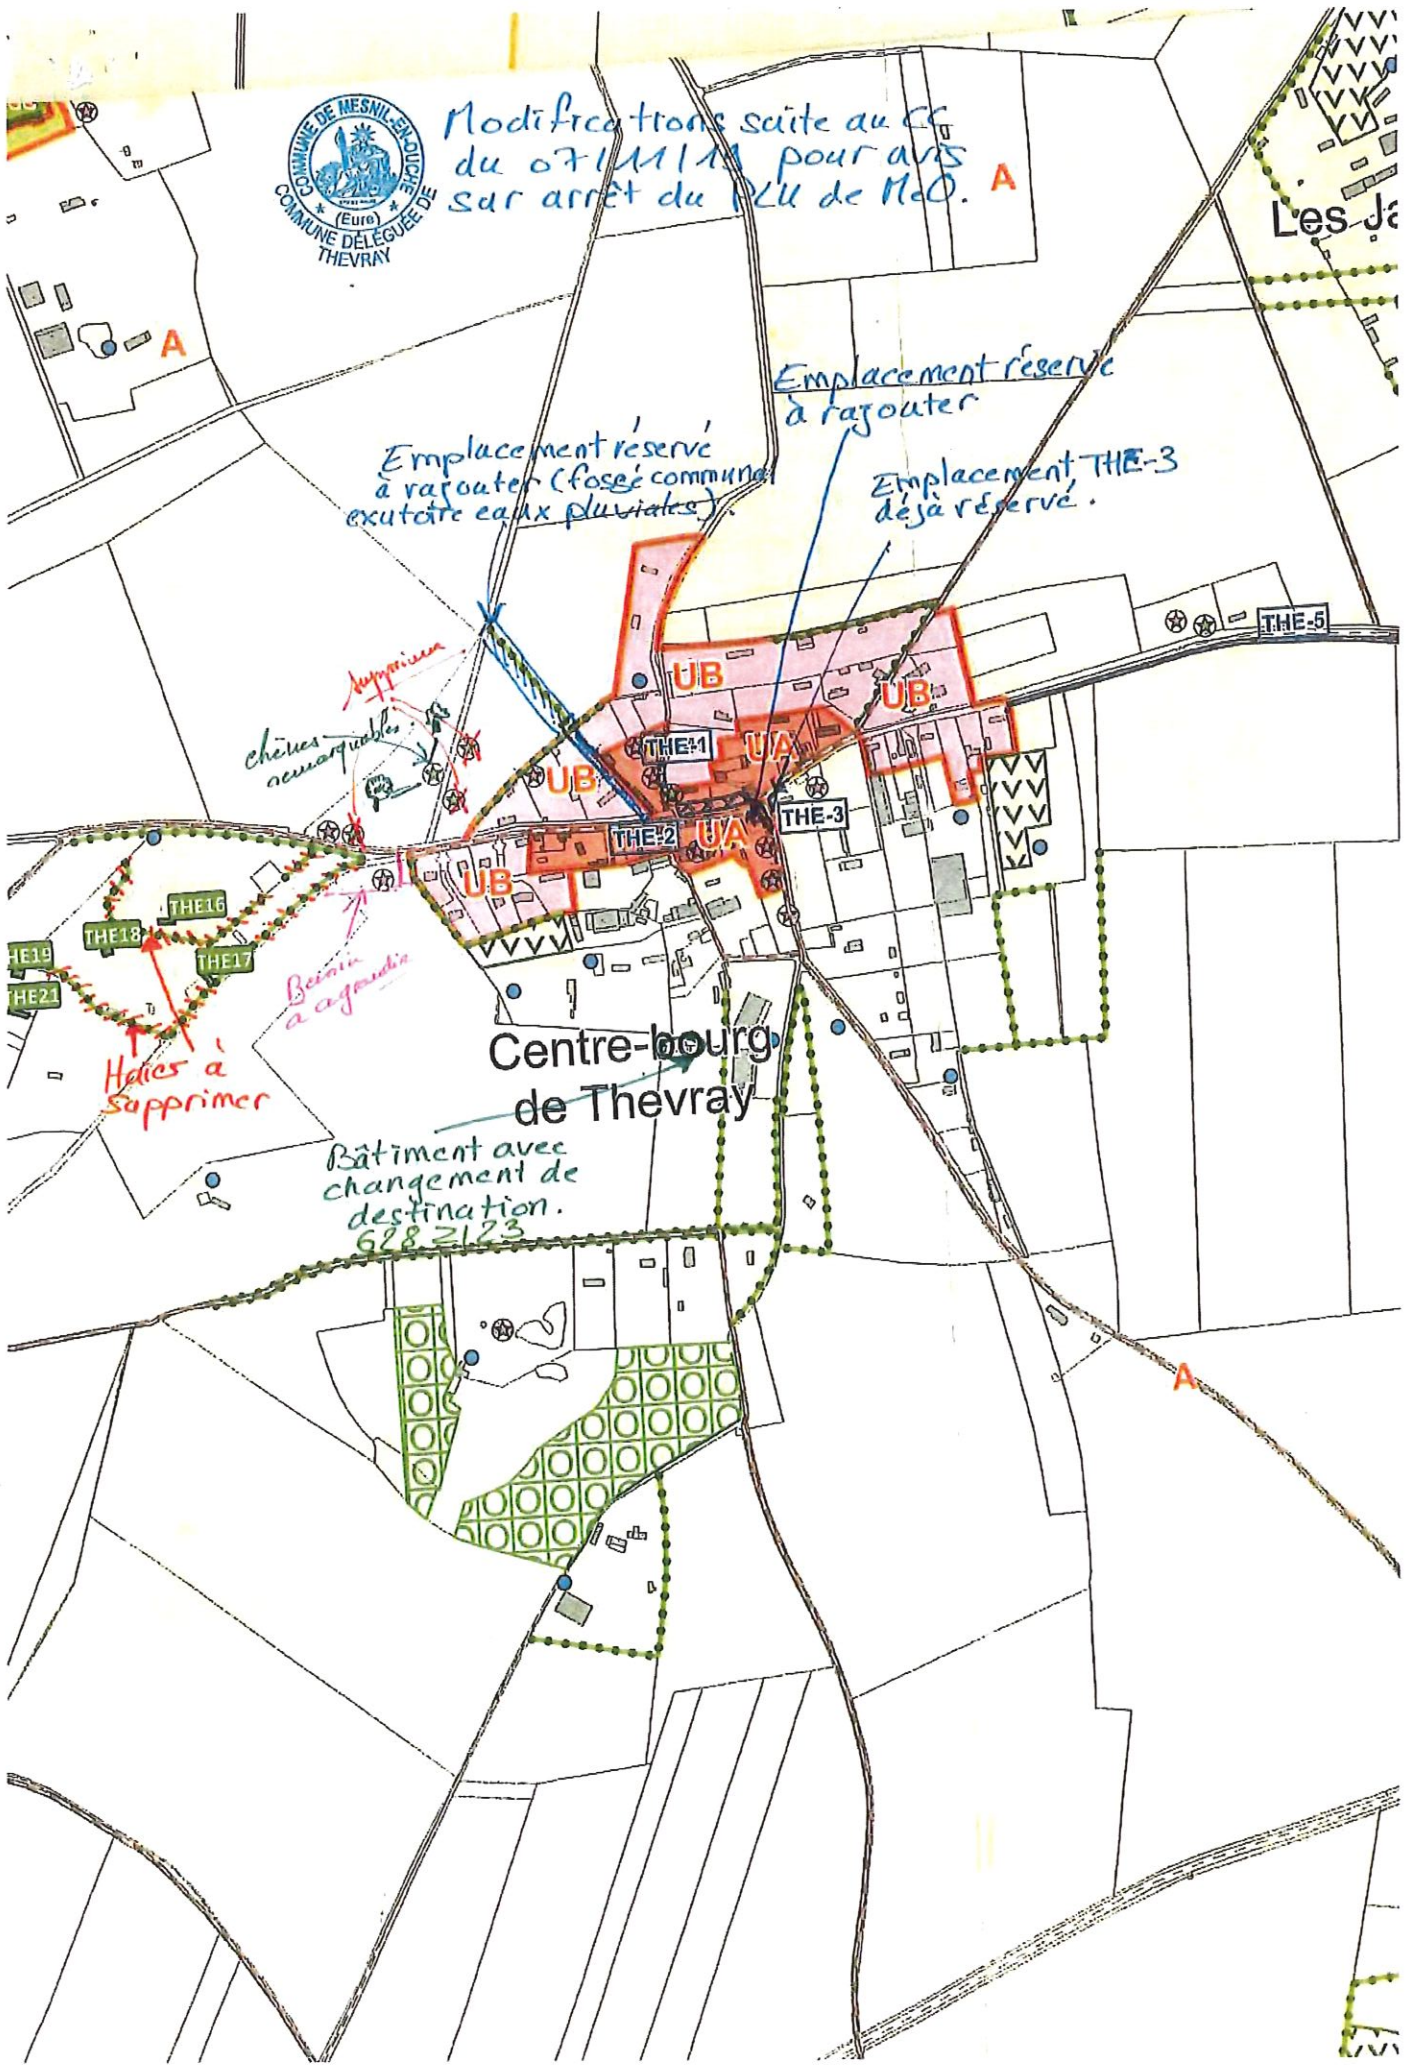 COMMUNE DE MESNIL-EN-OUCHE
(Eure)
COMMUNE DÉLÉGUÉE DE
THEVRAY
Modifications suite au CC
du 07/11/19 pour avis
sur arrêt du PLU de MeO.
A
Les Ja
A
Emplacement réservé
à rajouter
Emplacement réservé
à rajouter (fossé communal
exutoire eaux pluviales).
Emplacement THE-3
déjà réservé.
THE-5
Supprimer
UB
UB
chênes
remarquables
THE-1
UA
UB
THE-2
UA
THE-3
UB
THE16
THE18
THE17
HE19
THE21
à agrandir
Haies à
supprimer
Centre-bourg
de Thevray
Bâtiment avec
changement de
destination.
628 Z123
A